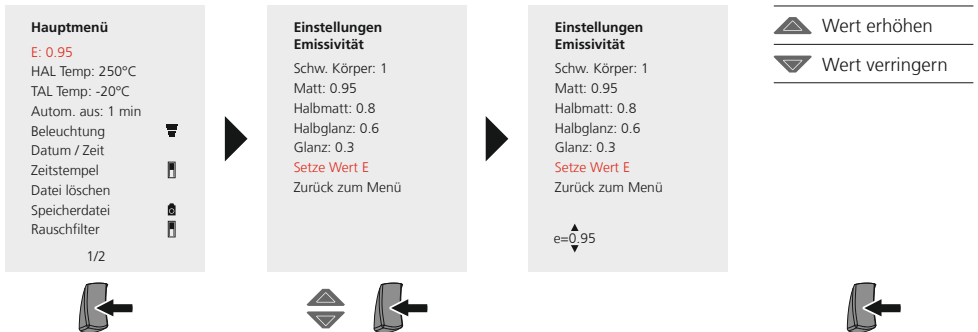 Hauptmenü
E: 0.95
HAL Temp: 250ºC
TAL Temp: -20ºC
Autom. aus: 1 min
Beleuchtung
Datum / Zeit
Zeitstempel
Datei löschen
Speicherdatei
Rauschfilter
1/2
Einstellungen
Emissivität
Schw. Körper: 1
Matt: 0.95
Halbmatt: 0.8
Halbglanz: 0.6
Glanz: 0.3
Setze Wert E
Zurück zum Menü
Einstellungen
Emissivität
Schw. Körper: 1
Matt: 0.95
Halbmatt: 0.8
Halbglanz: 0.6
Glanz: 0.3
Setze Wert E
Zurück zum Menü
e=0.95
Wert erhöhen
Wert verringern